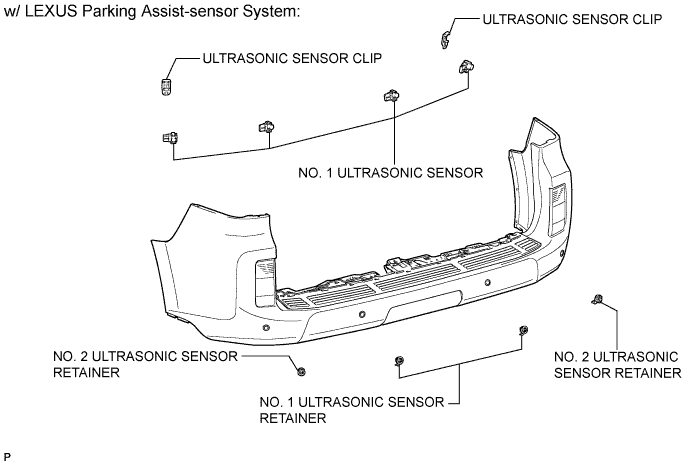 w/ LEXUS Parking Assist-sensor System:
ULTRASONIC SENSOR CLIP
ULTRASONIC SENSOR CLIP
NO. 1 ULTRASONIC SENSOR
NO. 2 ULTRASONIC SENSOR
RETAINER
NO. 2 ULTRASONIC
SENSOR RETAINER
NO. 1 ULTRASONIC SENSOR
RETAINER
P